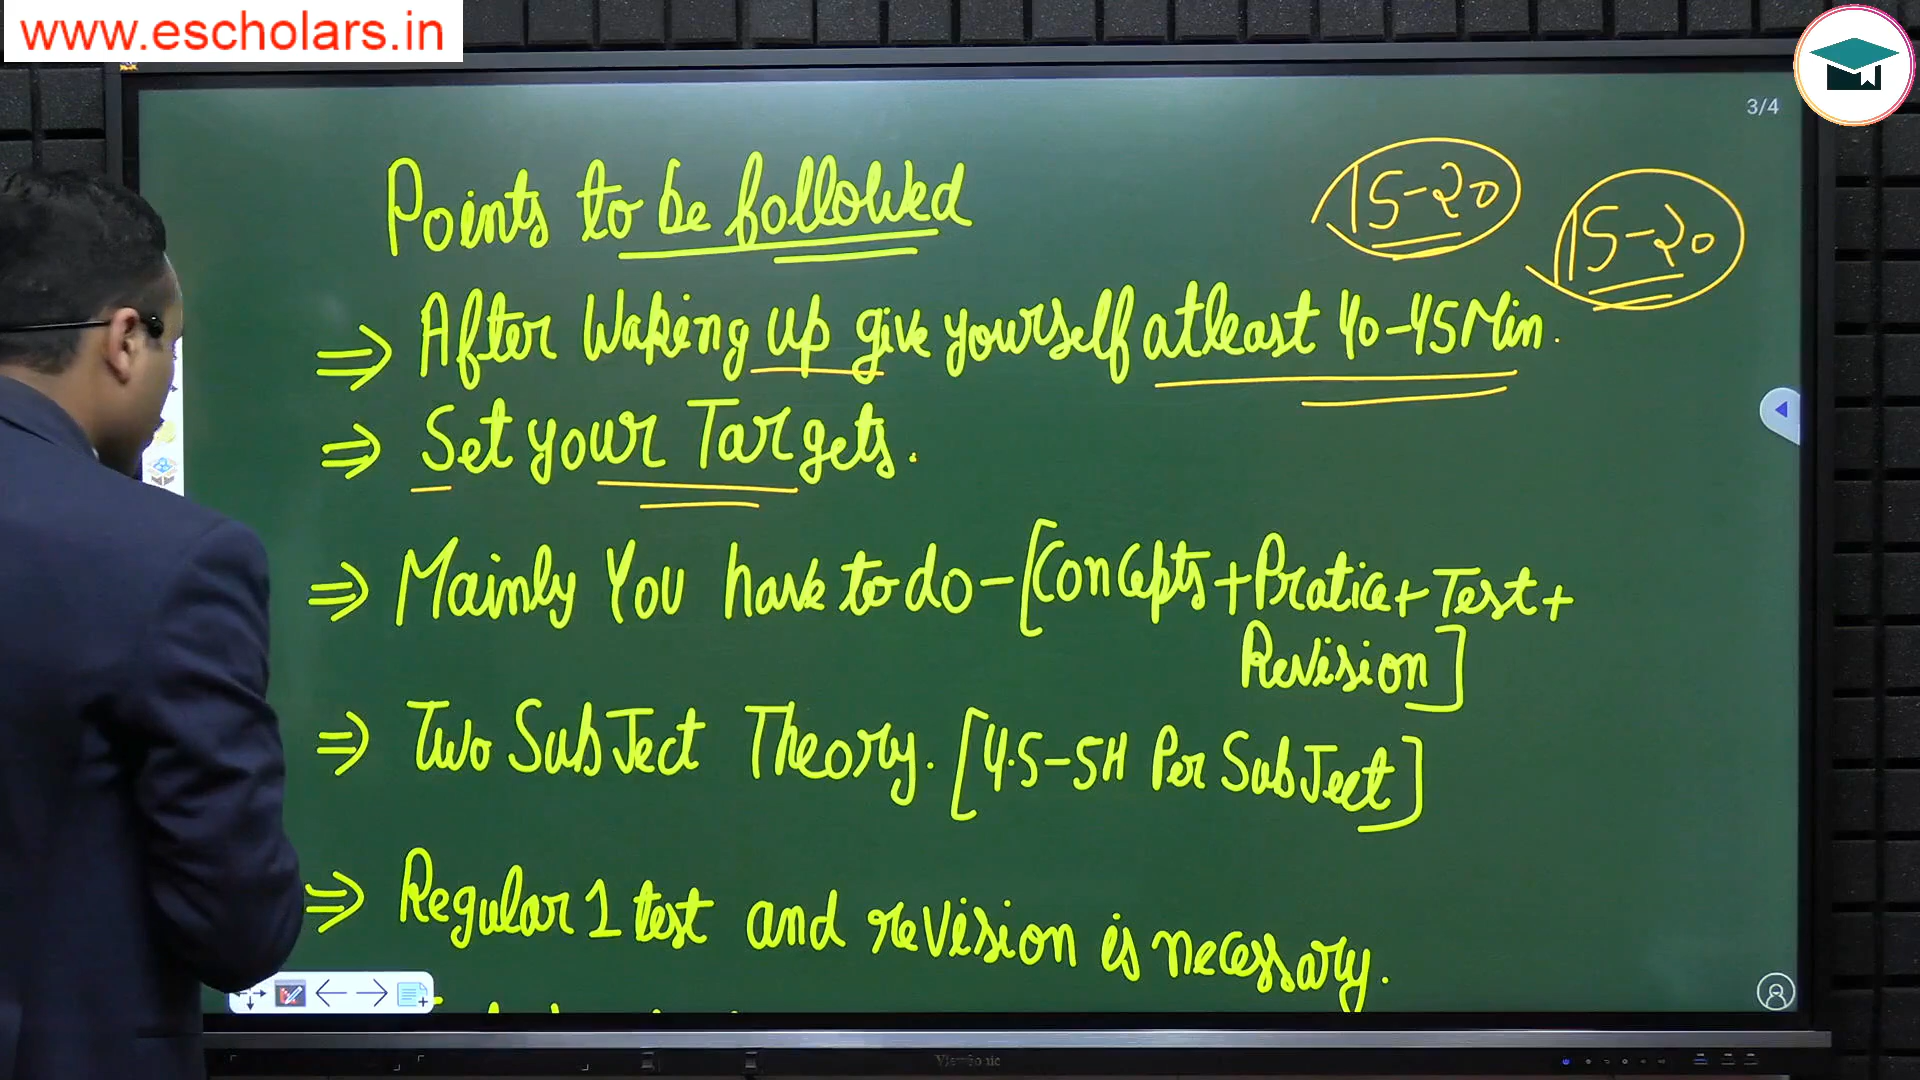 www.escholars.in
3/4
Points to be followed
15-20
15-20
⇒ After Waking up give yourself atleast 40-45 Min.
⇒ Set your Targets.
⇒ Mainly You have to do - [Concepts + Pratice + Test +
Revision]
⇒ Two SubJect Theory. [4.5-5H Per SubJect]
⇒ Regular 1 test and revision is necessary.
ViewSonic